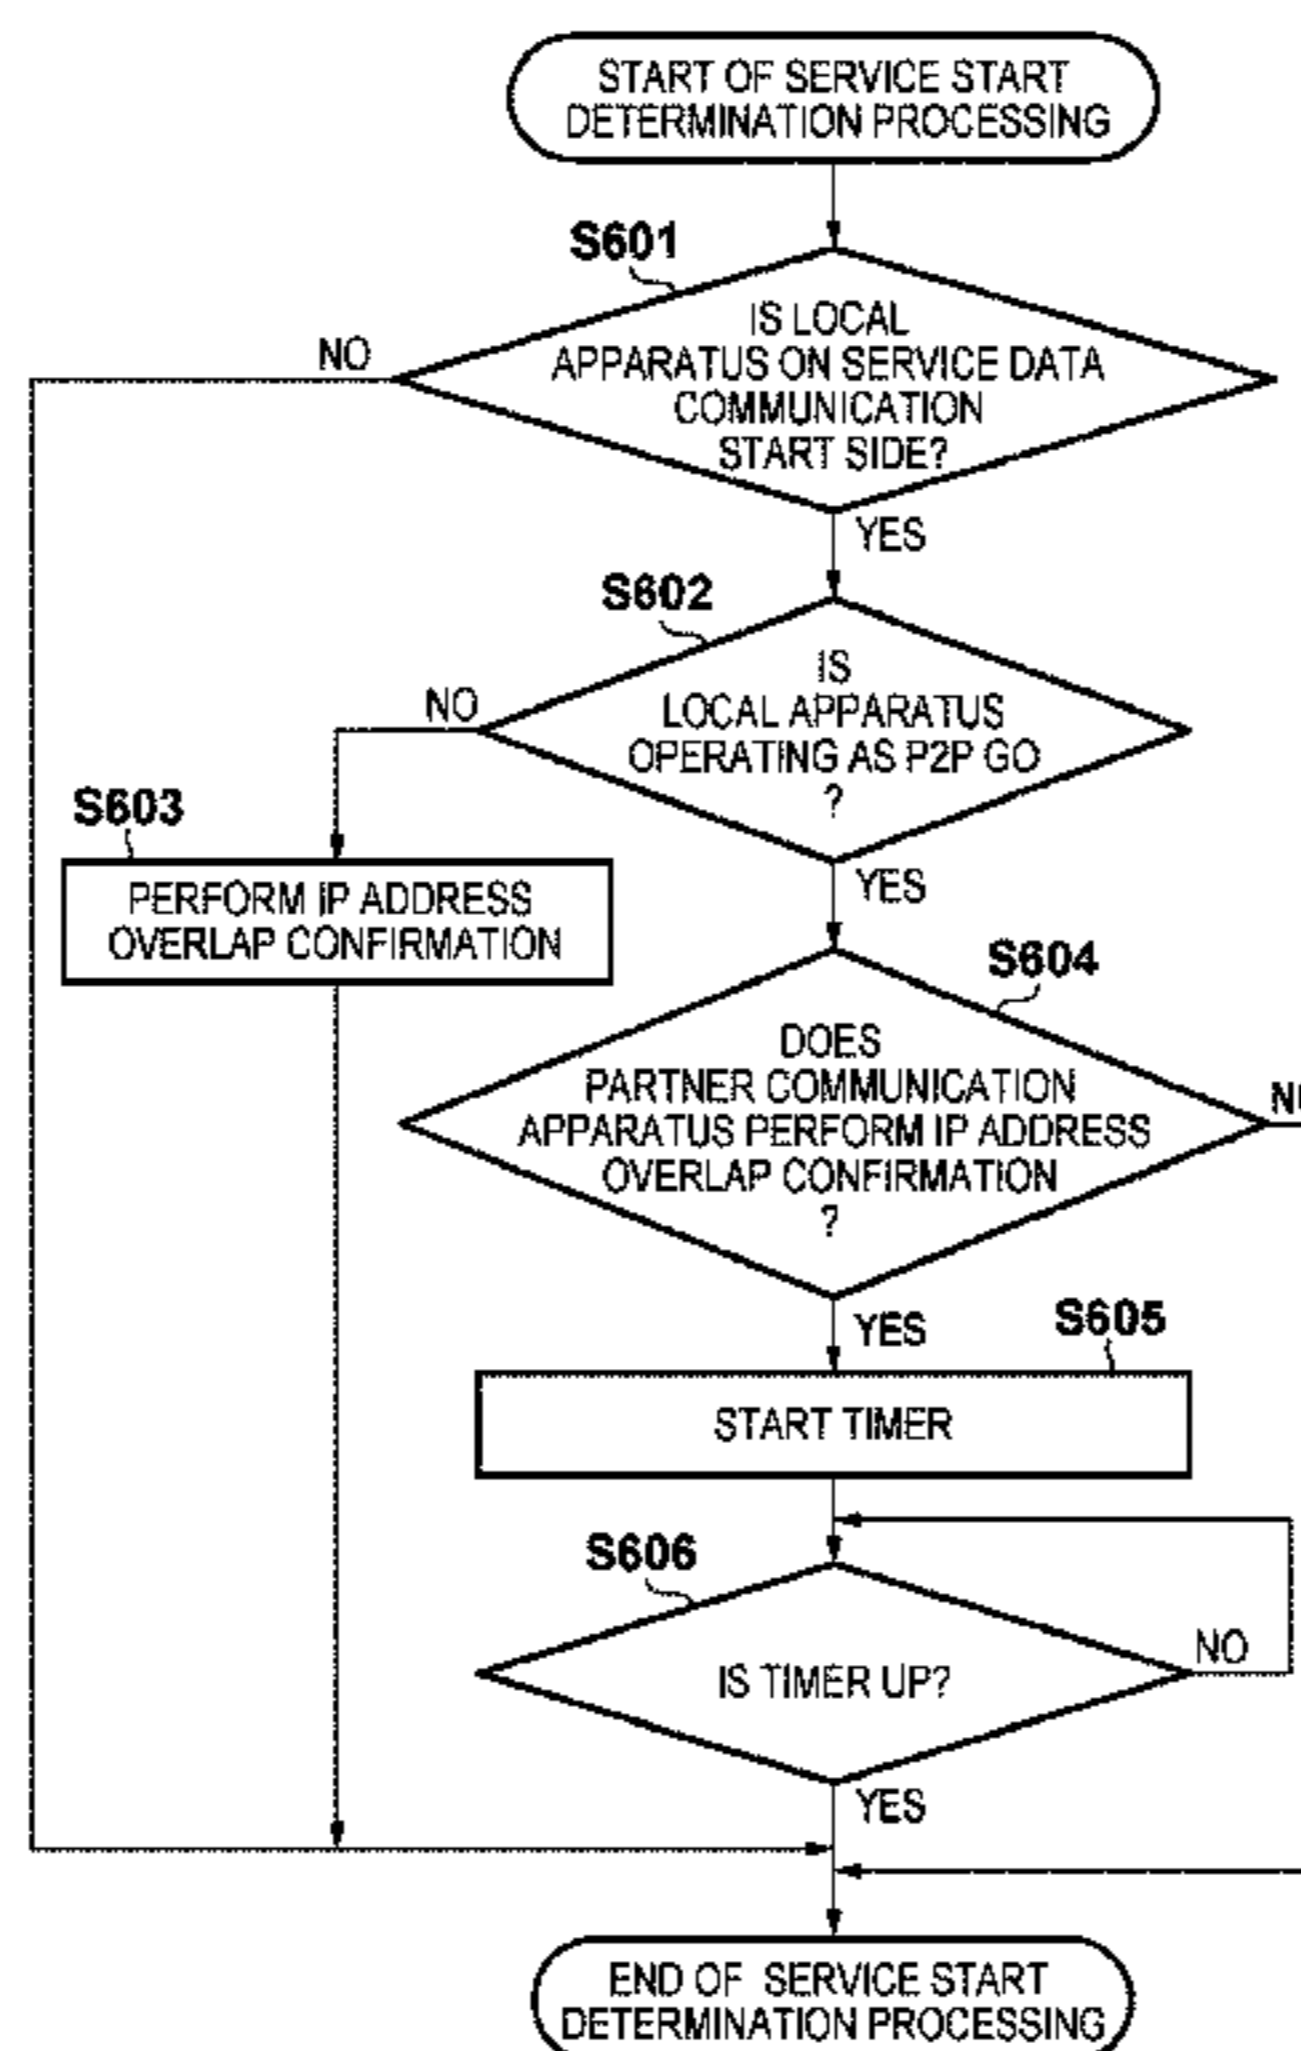 START OF SERVICE START
DETERMINATION PROCESSING
S601
IS LOCAL
APPARATUS ON SERVICE DATA
COMMUNICATION
START SIDE?
NO
YES
S602
IS
LOCAL APPARATUS
OPERATING AS P2P GO
?
NO
YES
S603
PERFORM IP ADDRESS
OVERLAP CONFIRMATION
S604
DOES
PARTNER COMMUNICATION
APPARATUS PERFORM IP ADDRESS
OVERLAP CONFIRMATION
?
YES
S605
START TIMER
S606
IS TIMER UP?
NO
YES
END OF SERVICE START
DETERMINATION PROCESSING